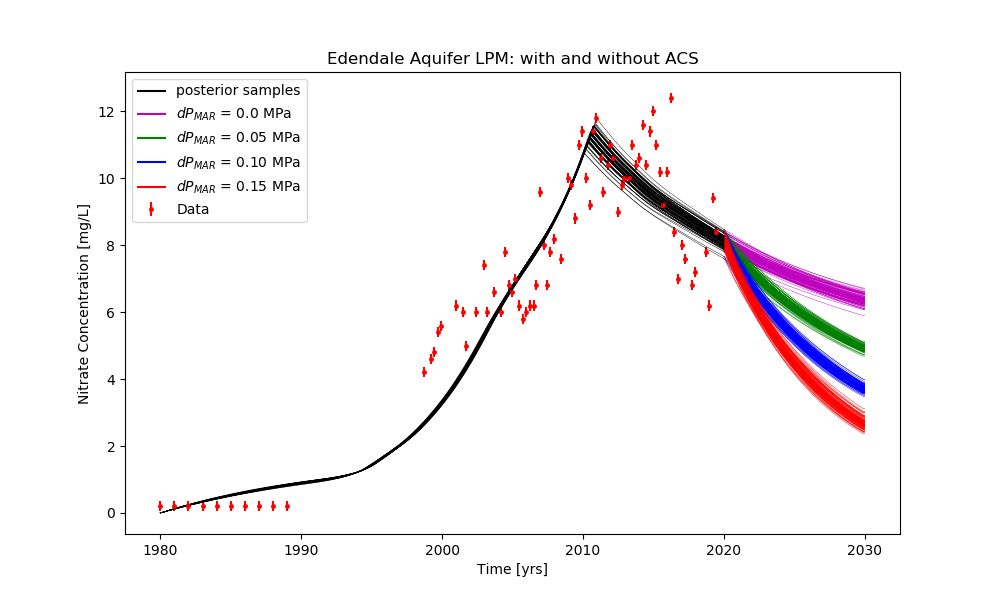 Edendale Aquifer LPM: with and without ACS
posterior samples
dP_MAR = 0.0 MPa
dP_MAR = 0.05 MPa
dP_MAR = 0.10 MPa
dP_MAR = 0.15 MPa
Data
Nitrate Concentration [mg/L]
12
10
8
6
4
2
0
1980 1990 2000 2010 2020 2030
Time [yrs]